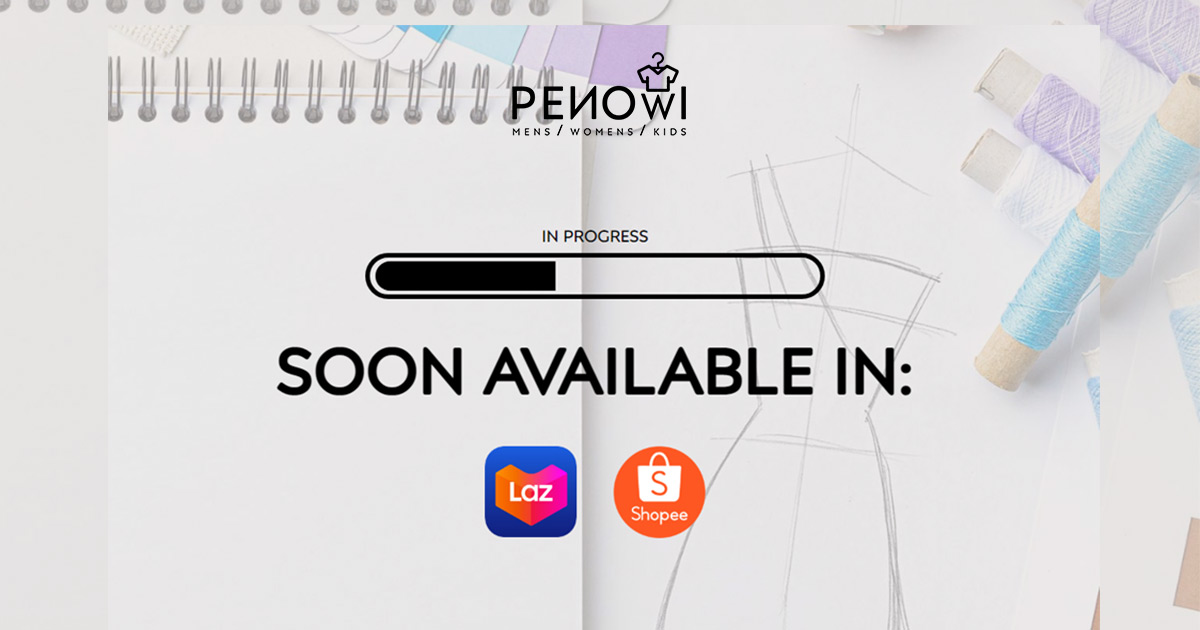 PENOWI
MENS / WOMENS / KIDS
IN PROGRESS
SOON AVAILABLE IN:
Laz
S
Shopee